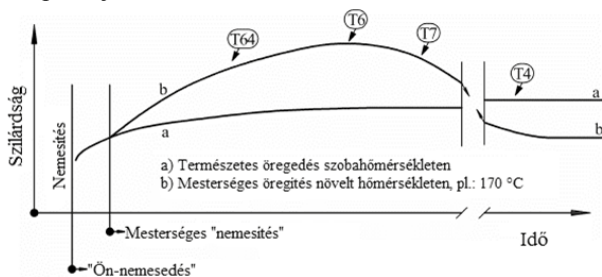 T64
T6
T7
T4
Szilárdság
Nemesítés
b
a
a
b
a) Természetes öregedés szobahőmérsékleten
b) Mesterséges öregítés növelt hőmérsékleten, pl.: 170 °C
Mesterséges "nemesítés"
Idő
"Ön-nemesedés"